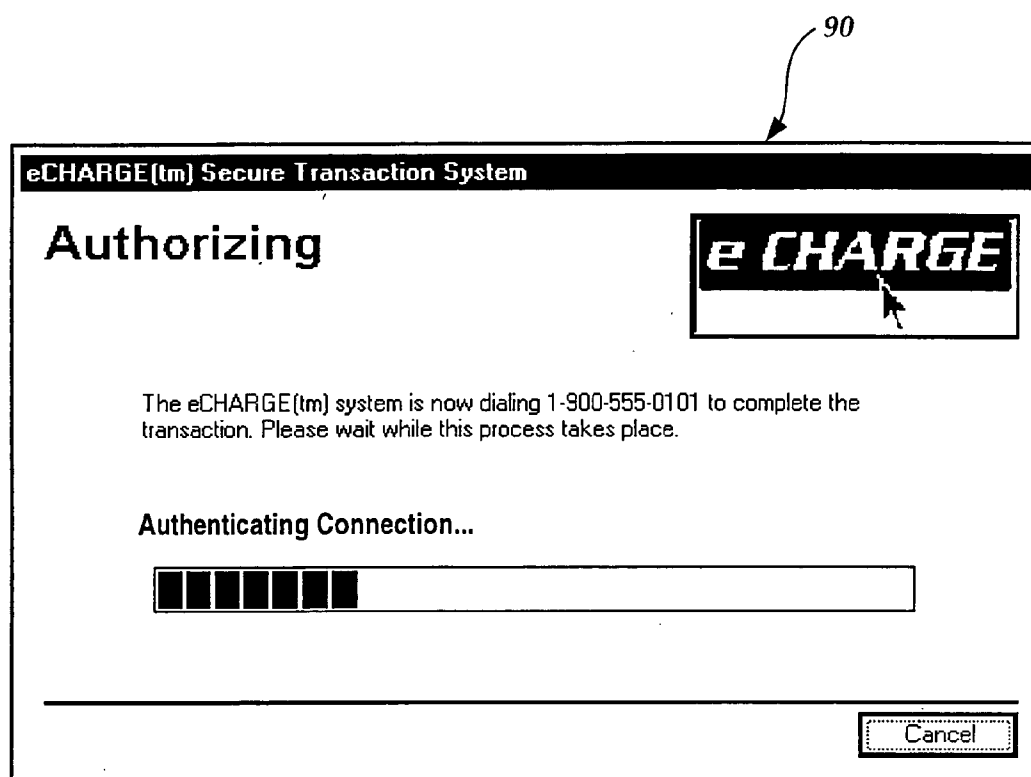 90
eCHARGE(tm) Secure Transaction System
Authorizing
e CHARGE
The eCHARGE(tm) system is now dialing 1-900-555-0101 to complete the
transaction. Please wait while this process takes place.
Authenticating Connection...
Cancel